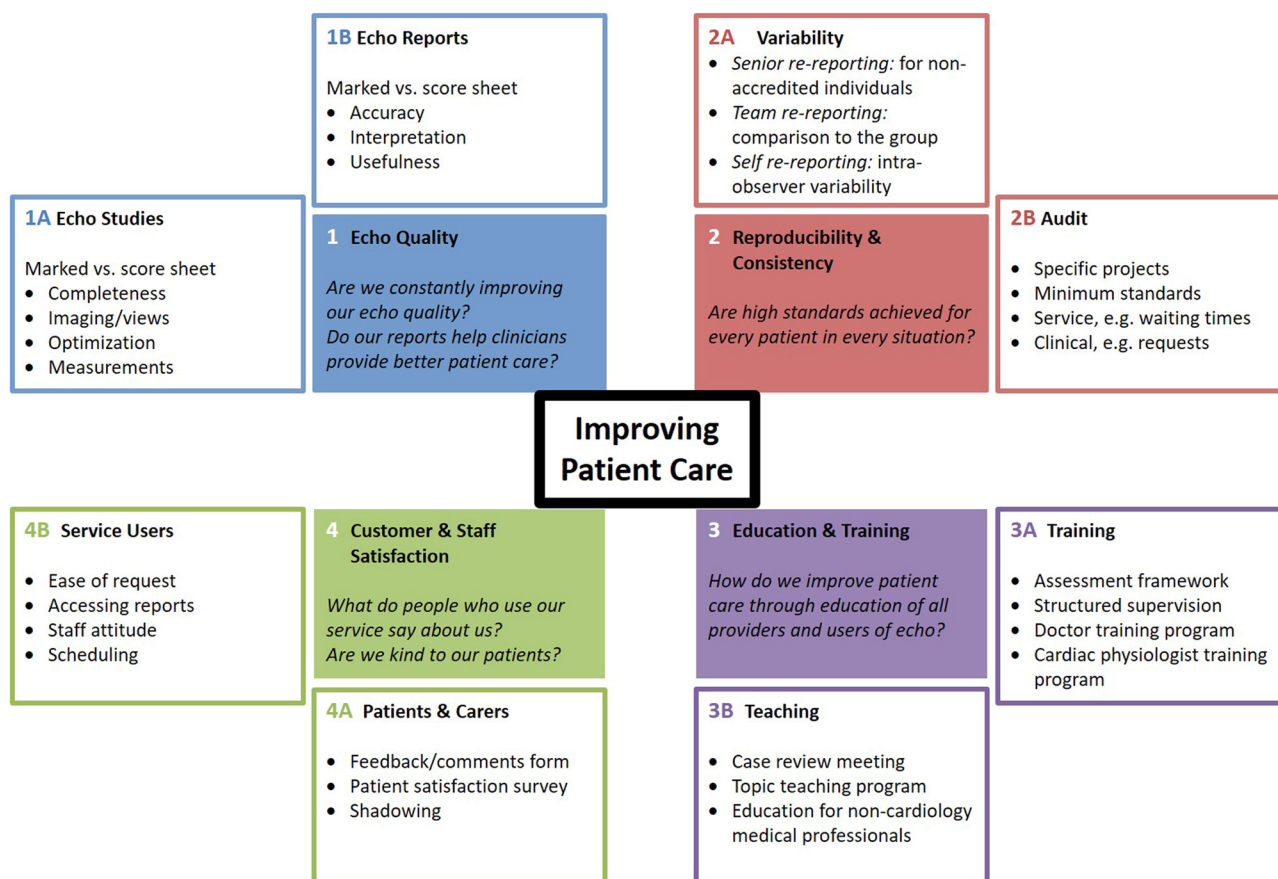 1B Echo Reports
Marked vs. score sheet
• Accuracy
• Interpretation
• Usefulness
2A Variability
• Senior re-reporting: for non-
accredited individuals
• Team re-reporting:
comparison to the group
• Self re-reporting: intra-
observer variability
1A Echo Studies
Marked vs. score sheet
• Completeness
• Imaging/views
• Optimization
• Measurements
1 Echo Quality
Are we constantly improving
our echo quality?
Do our reports help clinicians
provide better patient care?
2 Reproducibility &
Consistency
Are high standards achieved for
every patient in every situation?
2B Audit
• Specific projects
• Minimum standards
• Service, e.g. waiting times
• Clinical, e.g. requests
Improving
Patient Care
4B Service Users
• Ease of request
• Accessing reports
• Staff attitude
• Scheduling
4 Customer & Staff
Satisfaction
What do people who use our
service say about us?
Are we kind to our patients?
3 Education & Training
How do we improve patient
care through education of all
providers and users of echo?
3A Training
• Assessment framework
• Structured supervision
• Doctor training program
• Cardiac physiologist training
program
4A Patients & Carers
• Feedback/comments form
• Patient satisfaction survey
• Shadowing
3B Teaching
• Case review meeting
• Topic teaching program
• Education for non-cardiology
medical professionals